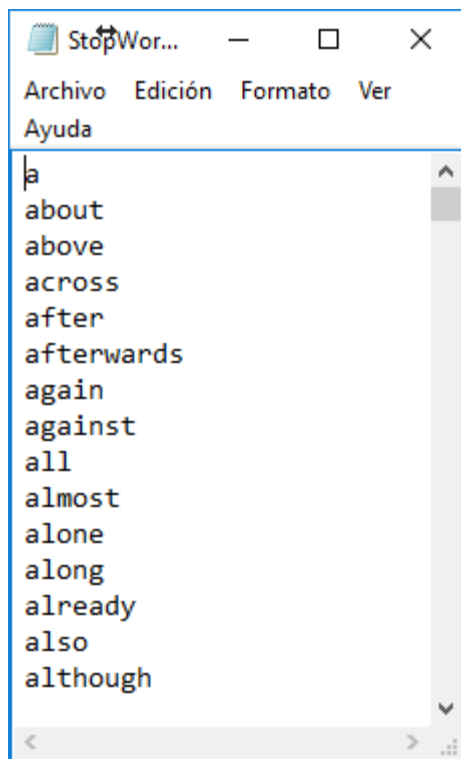 StopWor...
Archivo Edición Formato Ver
Ayuda
a
about
above
across
after
afterwards
again
against
all
almost
alone
along
already
also
although